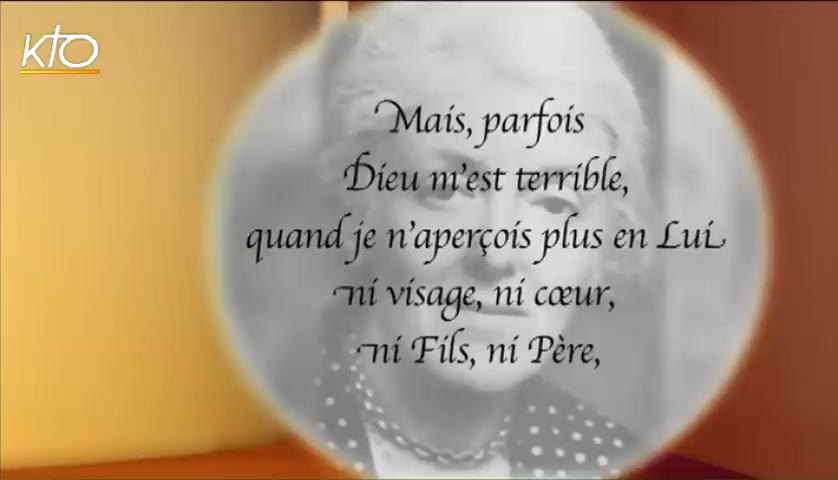 KTO
Mais, parfois
Dieu m'est terrible,
quand je n'aperçois plus en Lui
ni visage, ni cœur,
ni Fils, ni Père,